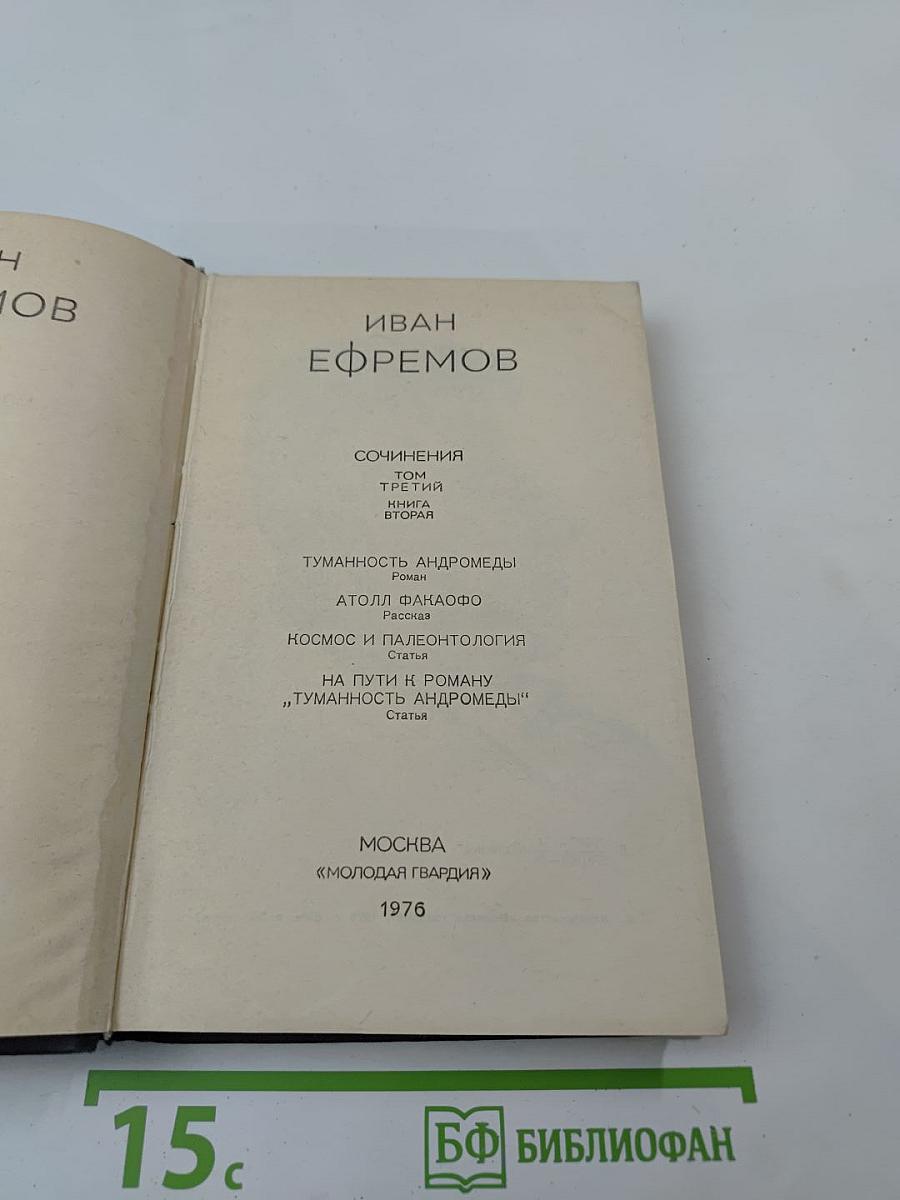 ИВАН
ЕФРЕМОВ
СОЧИНЕНИЯ
ТОМ
ТРЕТИЙ
КНИГА
ВТОРАЯ
ТУМАННОСТЬ АНДРОМЕДЫ
Роман
АТОЛЛ ФАКАОФО
Рассказ
КОСМОС И ПАЛЕОНТОЛОГИЯ
Статья
НА ПУТИ К РОМАНУ
„ТУМАННОСТЬ АНДРОМЕДЫ“
Статья
МОСКВА
«МОЛОДАЯ ГВАРДИЯ»
1976
15 с
БФ БИБЛИОФАН